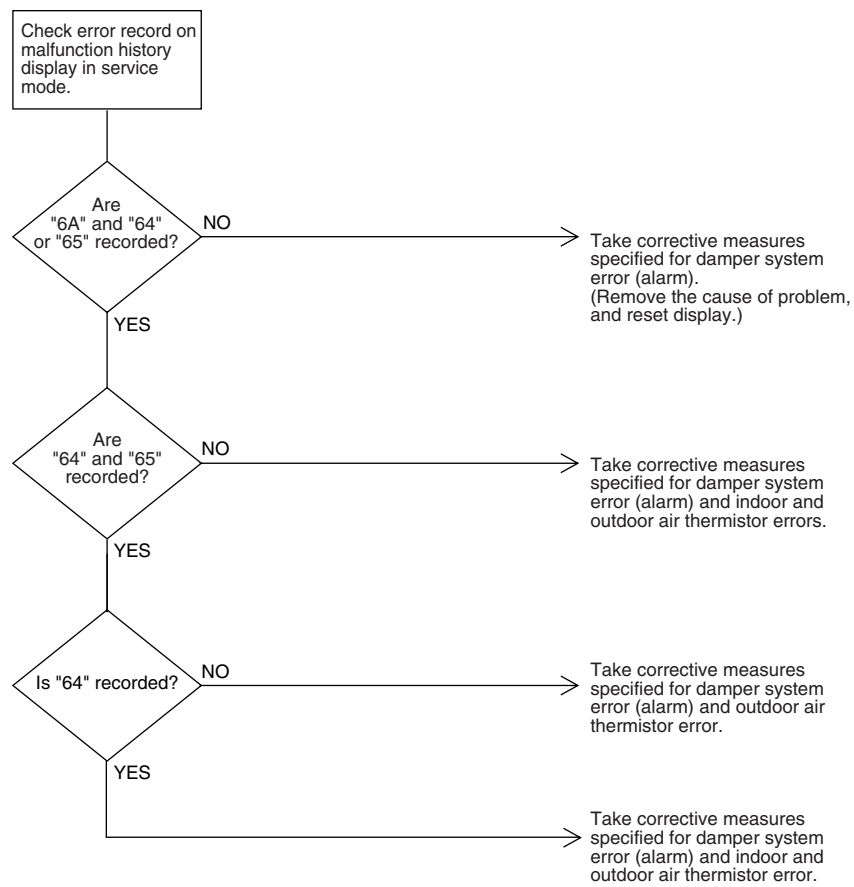 Check error record on
malfunction history
display in service
mode.
Are
"6A" and "64"
or "65" recorded?
NO
Take corrective measures
specified for damper system
error (alarm).
(Remove the cause of problem,
and reset display.)
YES
Are
"64" and "65"
recorded?
NO
Take corrective measures
specified for damper system
error (alarm) and indoor and
outdoor air thermistor errors.
YES
Is "64" recorded?
NO
Take corrective measures
specified for damper system
error (alarm) and outdoor air
thermistor error.
YES
Take corrective measures
specified for damper system
error (alarm) and indoor and
outdoor air thermistor error.